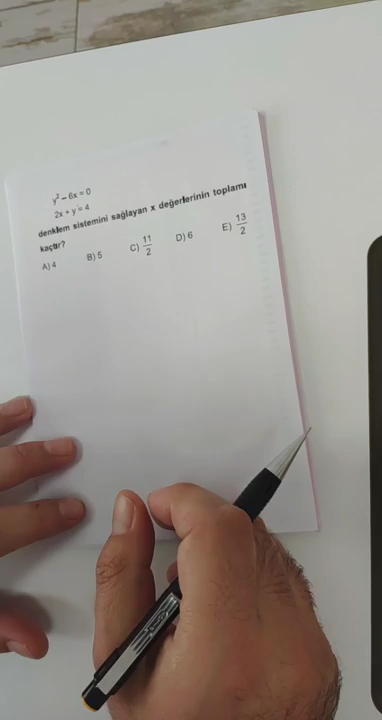 y² – 6x = 0
2x + y = 4
denklem sistemini sağlayan x değerlerinin toplamı
kaçtır?
A) 4 B) 5 C) 11/2 D) 6 E) 13/2